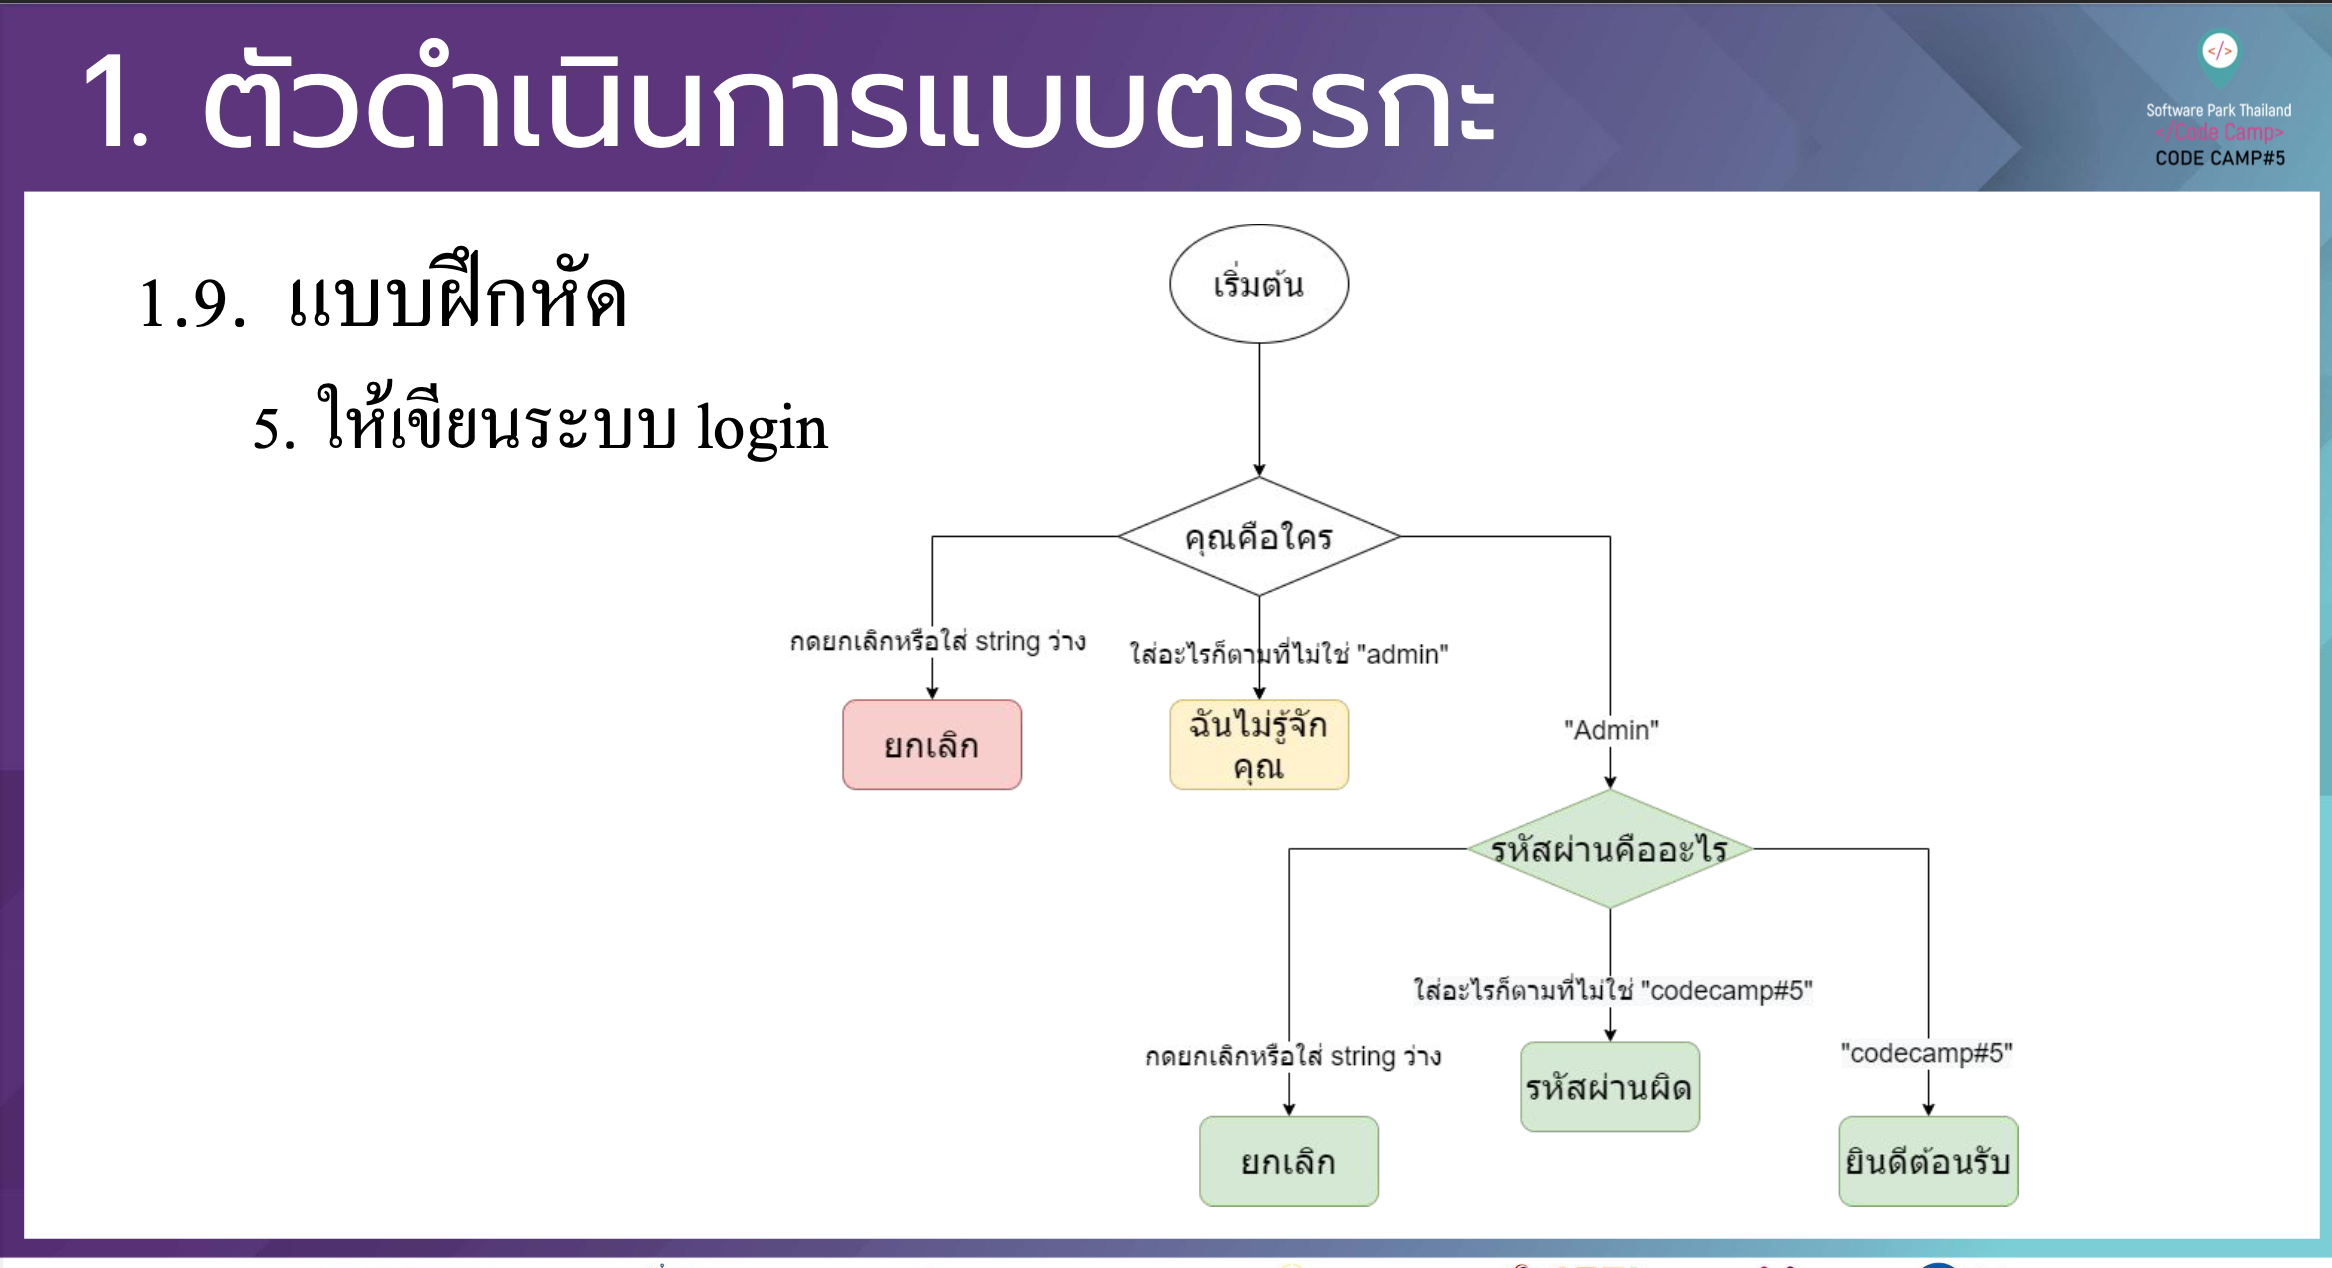 1. ตัวดำเนินการแบบตรรกะ
</>
Software Park Thailand
</Code Camp>
CODE CAMP#5
1.9. แบบฝึกหัด
5. ให้เขียนระบบ login
เริ่มต้น
คุณคือใคร
กดยกเลิกหรือใส่ string ว่าง
ใส่อะไรก็ตามที่ไม่ใช่ "admin"
"Admin"
ยกเลิก
ฉันไม่รู้จัก
คุณ
รหัสผ่านคืออะไร
ใส่อะไรก็ตามที่ไม่ใช่ "codecamp#5"
กดยกเลิกหรือใส่ string ว่าง
"codecamp#5"
รหัสผ่านผิด
ยกเลิก
ยินดีต้อนรับ